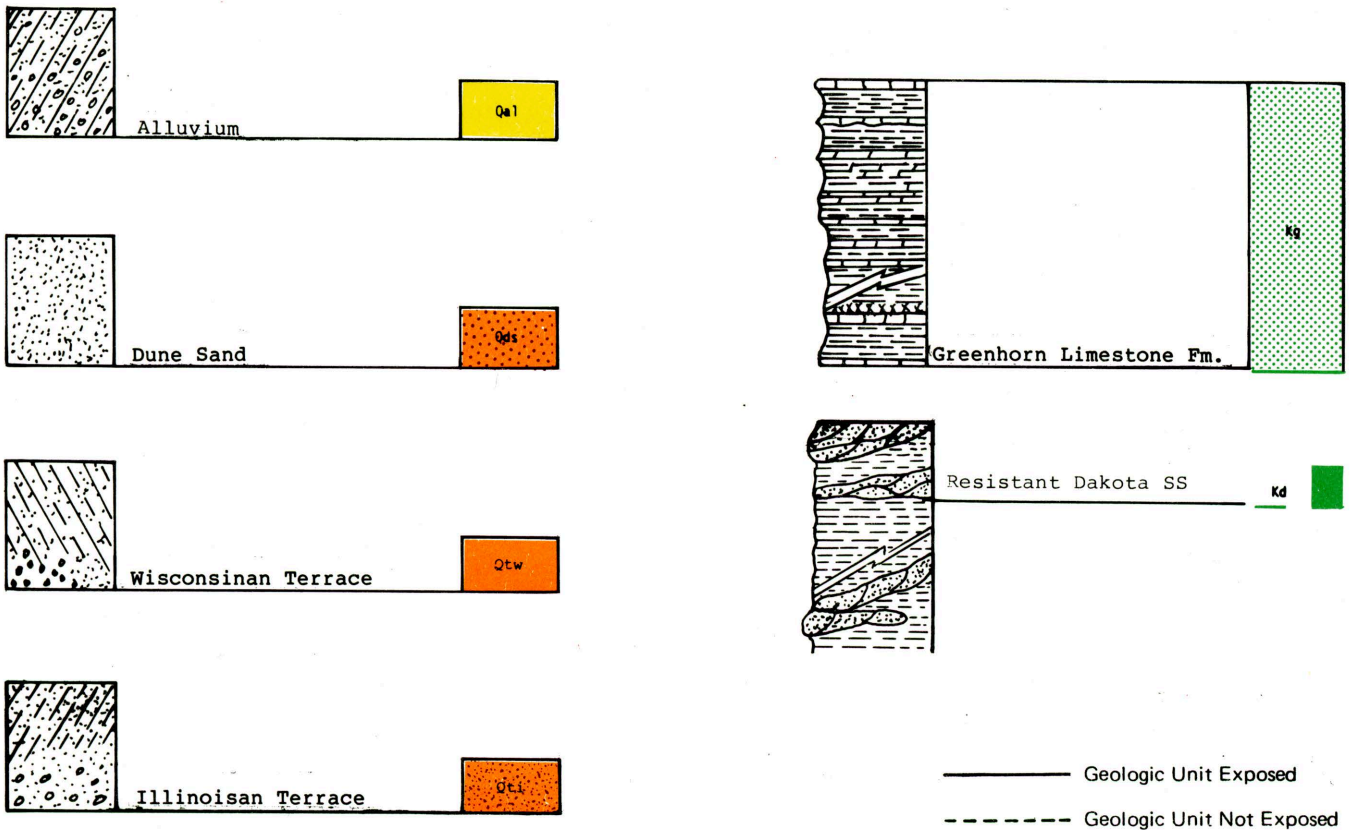 Alluvium
Qal
Dune Sand
Qds
Wisconsinan Terrace
Qtw
Illinoisan Terrace
Qti
Greenhorn Limestone Fm.
Kg
Resistant Dakota SS
Kd
Geologic Unit Exposed
Geologic Unit Not Exposed